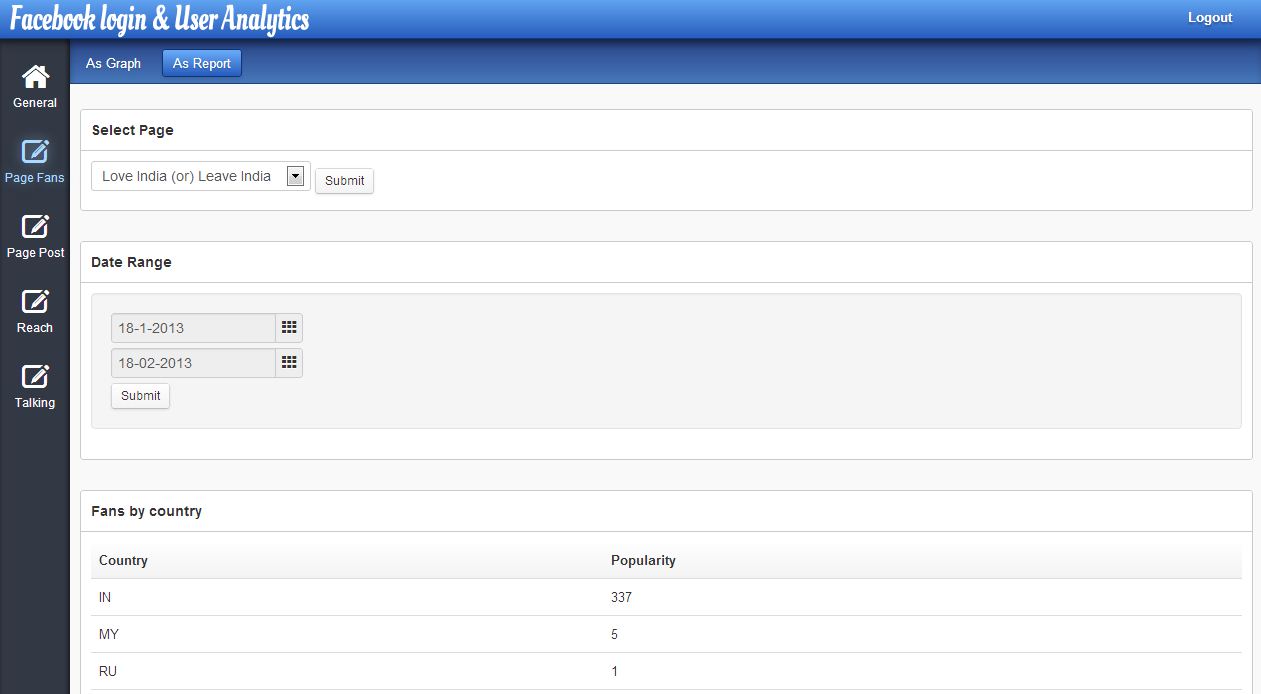 Facebook login & User Analytics
Logout
As Graph
As Report
General
Page Fans
Page Post
Reach
Talking
Select Page
Love India (or) Leave India
Submit
Date Range
18-1-2013
18-02-2013
Submit
Fans by country
Country Popularity
IN 337
MY 5
RU 1